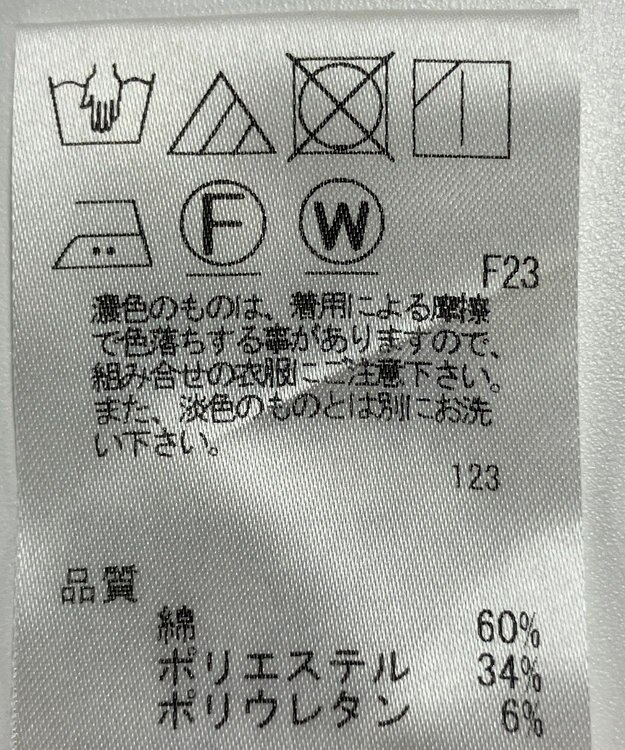 F
W
F23
濃色のものは、着用による摩擦
で色落ちする事がありますので、
組み合せの衣服にご注意下さい。
また、淡色のものとは別にお洗
い下さい。
123
品質
綿 60%
ポリエステル 34%
ポリウレタン 6%